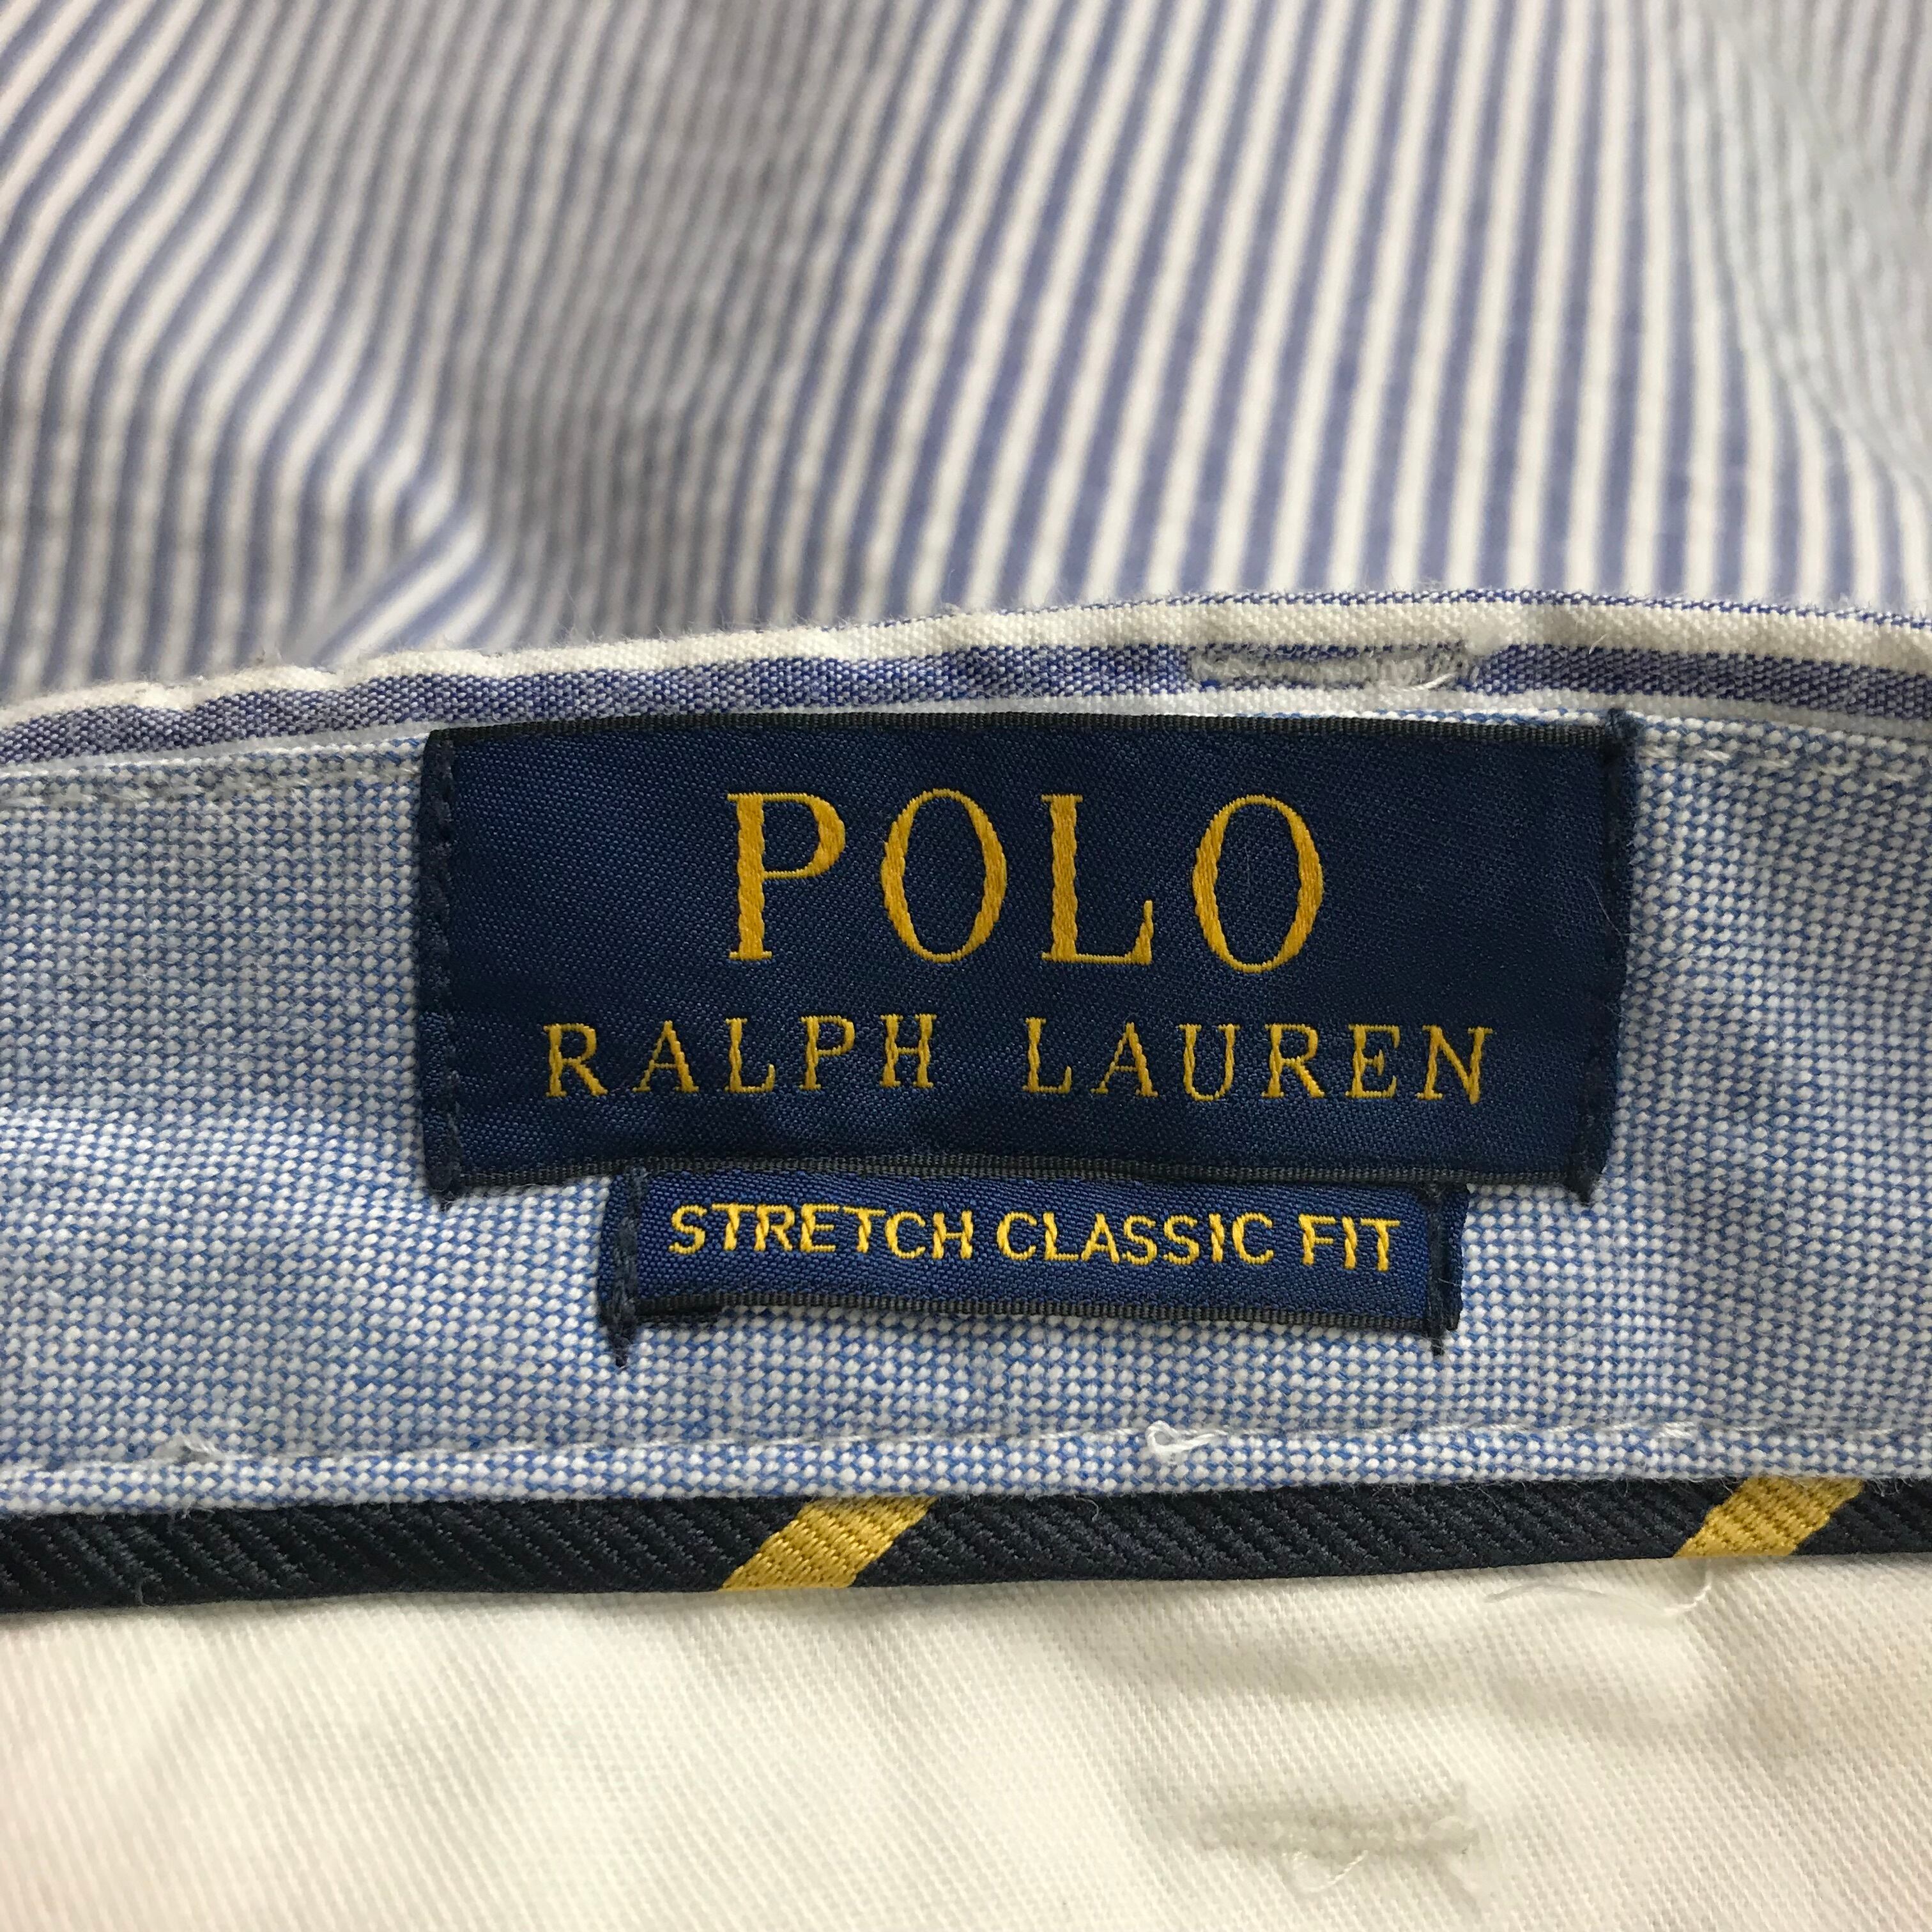 POLO
RALPH LAUREN
STRETCH CLASSIC FIT